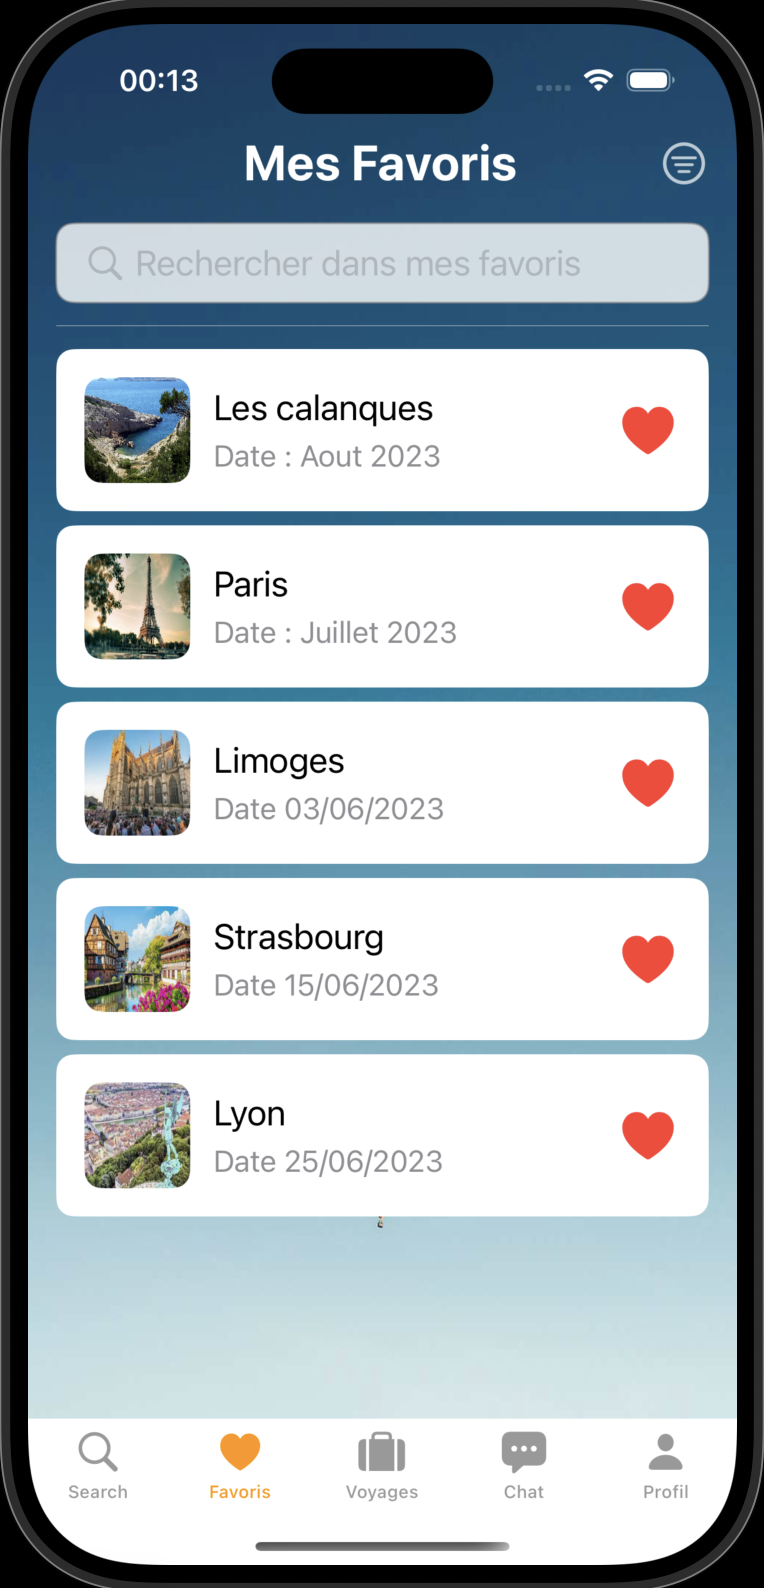 00:13
Mes Favoris
Rechercher dans mes favoris
Les calanques
Date : Aout 2023
Paris
Date : Juillet 2023
Limoges
Date 03/06/2023
Strasbourg
Date 15/06/2023
Lyon
Date 25/06/2023
Search Favoris Voyages Chat Profil